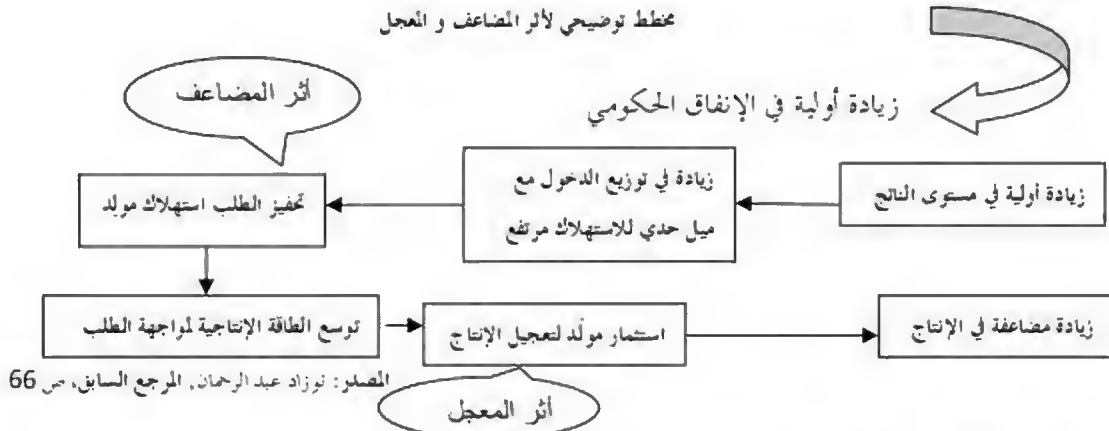 مخطط توضيحي لأثر المضاعف و المعجل
زيادة أولية في الإنفاق الحكومي
أثر المضاعف
زيادة أولية في مستوى الناتج
زيادة في توزيع الدخول مع
ميل حدي للاستهلاك مرتفع
تحفيز الطلب استهلاك مولد
توسع الطاقة الإنتاجية لمواجهة الطلب
استثمار مولّد لتعجيل الإنتاج
زيادة مضاعفة في الإنتاج
أثر المعجل
المصدر: نوزاد عبد الرحمان, المرجع السابق، ص 66